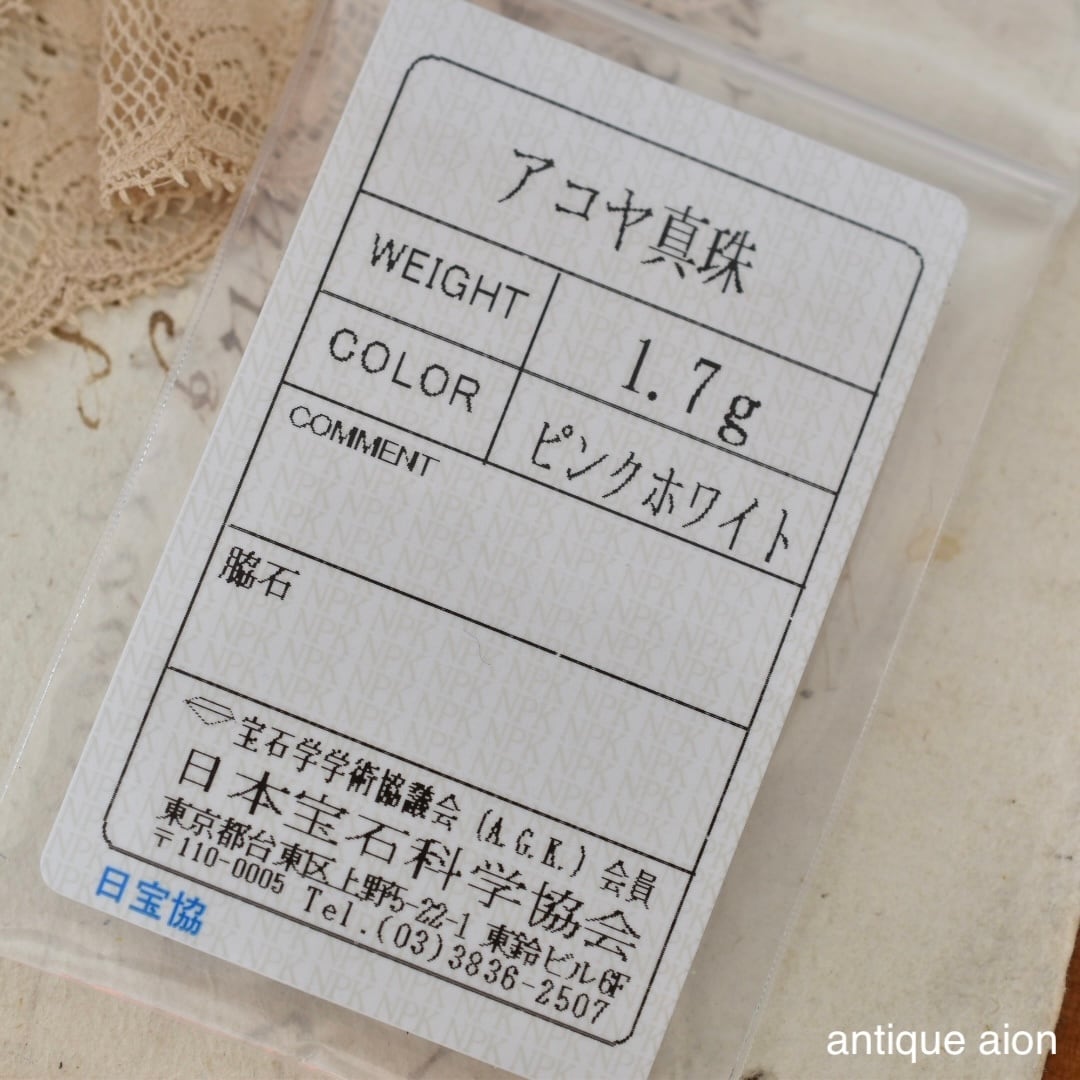 アコヤ真珠
WEIGHT 1.7g
COLOR ピンクホワイト
COMMENT
脇石
宝石学学術協議会 (A.G.K.) 会員
日本宝石科学協会
東京都台東区上野5-22-1 東鈴ビル6F
〒110-0005 Tel.(03)3836-2507
日宝協
antique aion